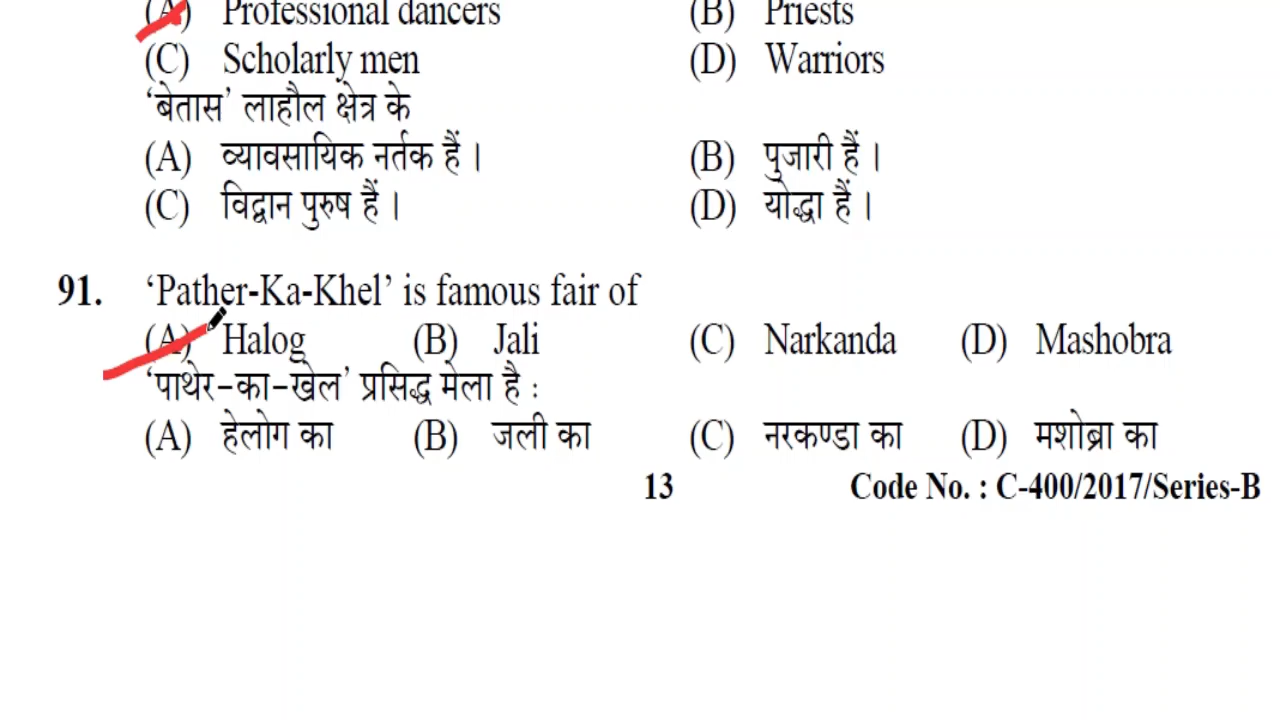 (A) Professional dancers (B) Priests
(C) Scholarly men (D) Warriors
‘बेतास’ लाहौल क्षेत्र के
(A) व्यावसायिक नर्तक हैं । (B) पुजारी हैं ।
(C) विद्वान पुरुष हैं । (D) योद्धा हैं ।
91. ‘Pather-Ka-Khel’ is famous fair of
(A) Halog (B) Jali (C) Narkanda (D) Mashobra
‘पाथेर-का-खेल’ प्रसिद्ध मेला है :
(A) हेलोग का (B) जली का (C) नरकण्डा का (D) मशोब्रा का
13 Code No. : C-400/2017/Series-B